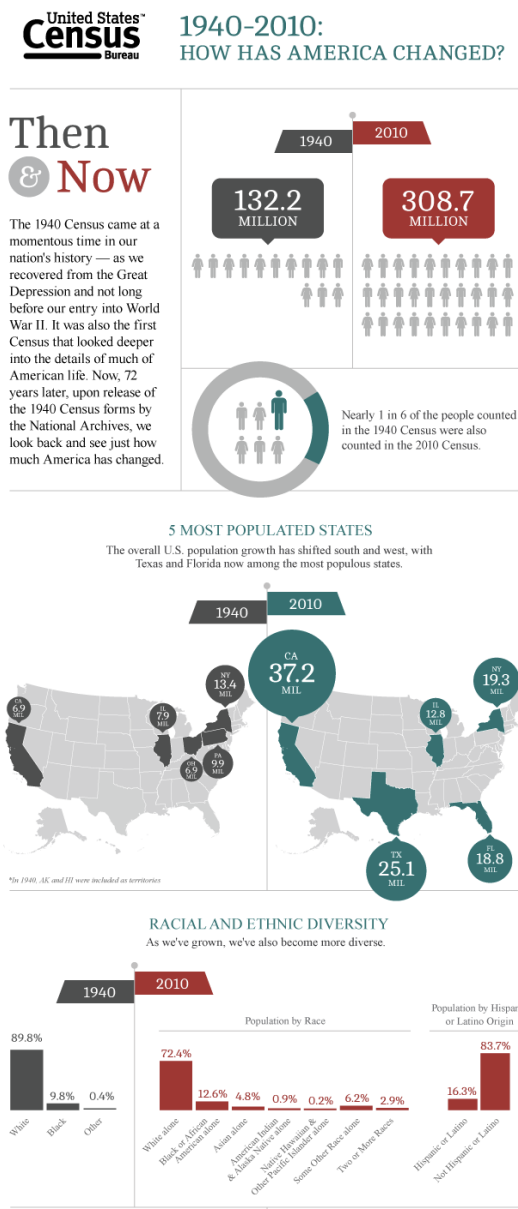 United States™
Census
Bureau
1940-2010:
HOW HAS AMERICA CHANGED?
Then
& Now
The 1940 Census came at a
momentous time in our
nation's history — as we
recovered from the Great
Depression and not long
before our entry into World
War II. It was also the first
Census that looked deeper
into the details of much of
American life. Now, 72
years later, upon release of
the 1940 Census forms by
the National Archives, we
look back and see just how
much America has changed.
1940
2010
132.2
MILLION
308.7
MILLION
Nearly 1 in 6 of the people counted
in the 1940 Census were also
counted in the 2010 Census.
5 MOST POPULATED STATES
The overall U.S. population growth has shifted south and west, with
Texas and Florida now among the most populous states.
1940
2010
CA
6.9
MIL
IL
7.9
MIL
NY
13.4
MIL
OH
6.9
MIL
PA
9.9
MIL
CA
37.2
MIL
IL
12.8
MIL
NY
19.3
MIL
TX
25.1
MIL
FL
18.8
MIL
*In 1940, AK and HI were included as territories
RACIAL AND ETHNIC DIVERSITY
As we've grown, we've also become more diverse.
1940
2010
89.8%
9.8%
0.4%
White
Black
Other
Population by Race
72.4%
12.6%
4.8%
0.9%
0.2%
6.2%
2.9%
White alone
Black or African
American alone
Asian alone
American Indian
& Alaska Native alone
Native Hawaiian &
Other Pacific Islander alone
Some Other Race alone
Two or More Races
Population by Hispan
or Latino Origin
16.3%
83.7%
Hispanic or Latino
Not Hispanic or Latino